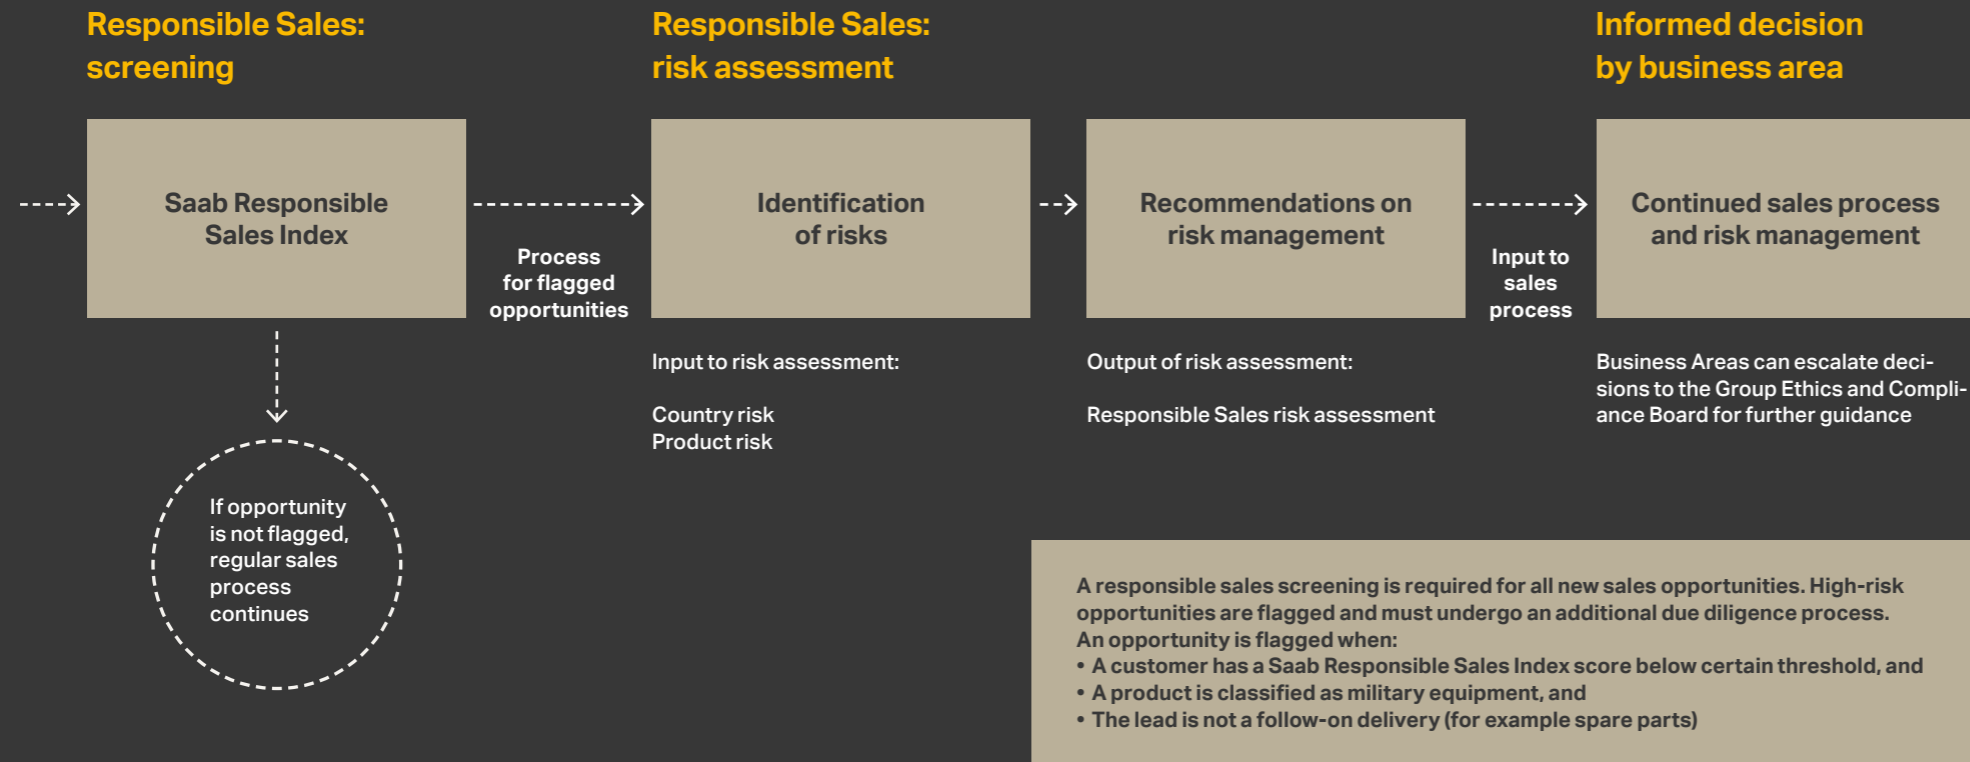 Responsible Sales:
screening
Responsible Sales:
risk assessment
Informed decision
by business area
Saab Responsible
Sales Index
Process
for flagged
opportunities
Identification
of risks
Recommendations on
risk management
Input to
sales
process
Continued sales process
and risk management
If opportunity
is not flagged,
regular sales
process
continues
Input to risk assessment:
Country risk
Product risk
Output of risk assessment:
Responsible Sales risk assessment
Business Areas can escalate deci-
sions to the Group Ethics and Compli-
ance Board for further guidance
A responsible sales screening is required for all new sales opportunities. High-risk
opportunities are flagged and must undergo an additional due diligence process.
An opportunity is flagged when:
• A customer has a Saab Responsible Sales Index score below certain threshold, and
• A product is classified as military equipment, and
• The lead is not a follow-on delivery (for example spare parts)